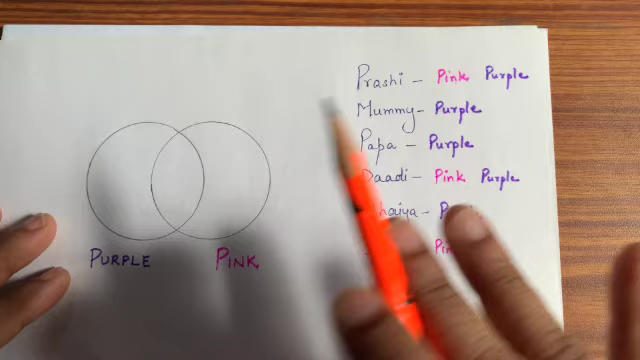 Prashi - Pink Purple
Mummy - Purple
Papa - Purple
Daadi - Pink Purple
PURPLE PINK